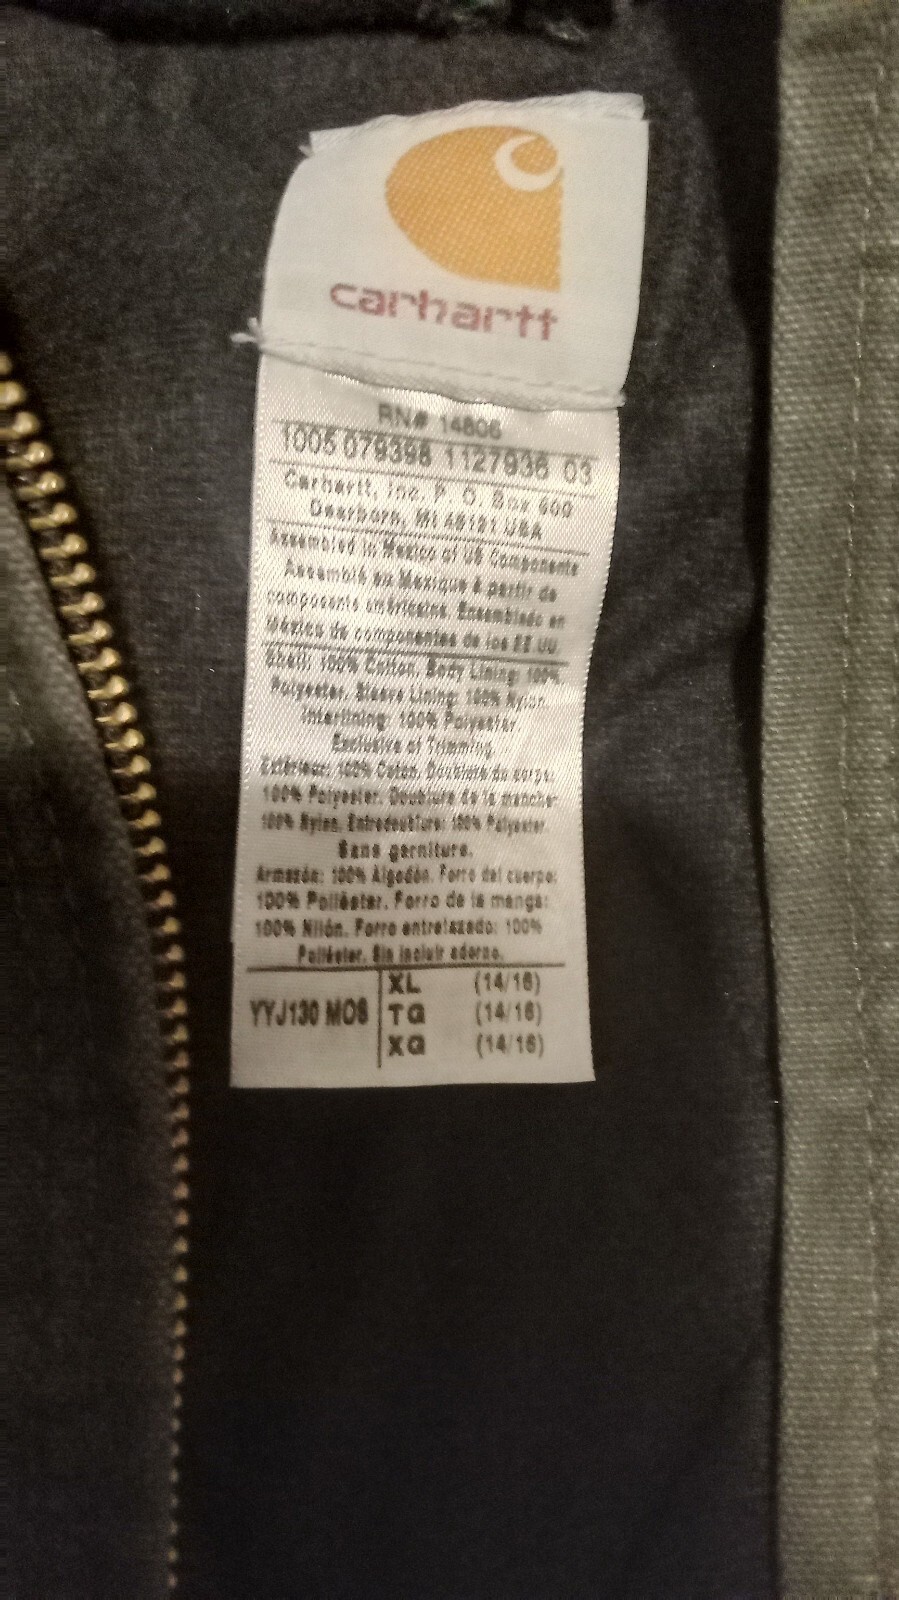 carhartt
RN# 14806
1005 079398 1127936 03
Carhartt, Inc. P. O. Box 600
Dearborn, MI 48121 USA
Assembled in Mexico of US Components
Assemblé au Mexique à partir de
composants américains. Ensamblado en
México de componentes de los EE.UU.
Shell: 100% Cotton. Body Lining: 100%
Polyester. Sleeve Lining: 100% Nylon.
Interlining: 100% Polyester
Exclusive of Trimming.
Extérieur: 100% Coton. Doublure du corps:
100% Polyester. Doublure de la manche:
100% Nylon. Entredoublure: 100% Polyester.
Sans garniture.
Armazón: 100% Algodón. Forro del cuerpo:
100% Poliéster. Forro de la manga:
100% Nilón. Forro entrelazado: 100%
Poliéster. Sin incluir adorno.
YYJ130 MOS
XL (14/16)
TG (14/16)
XG (14/16)